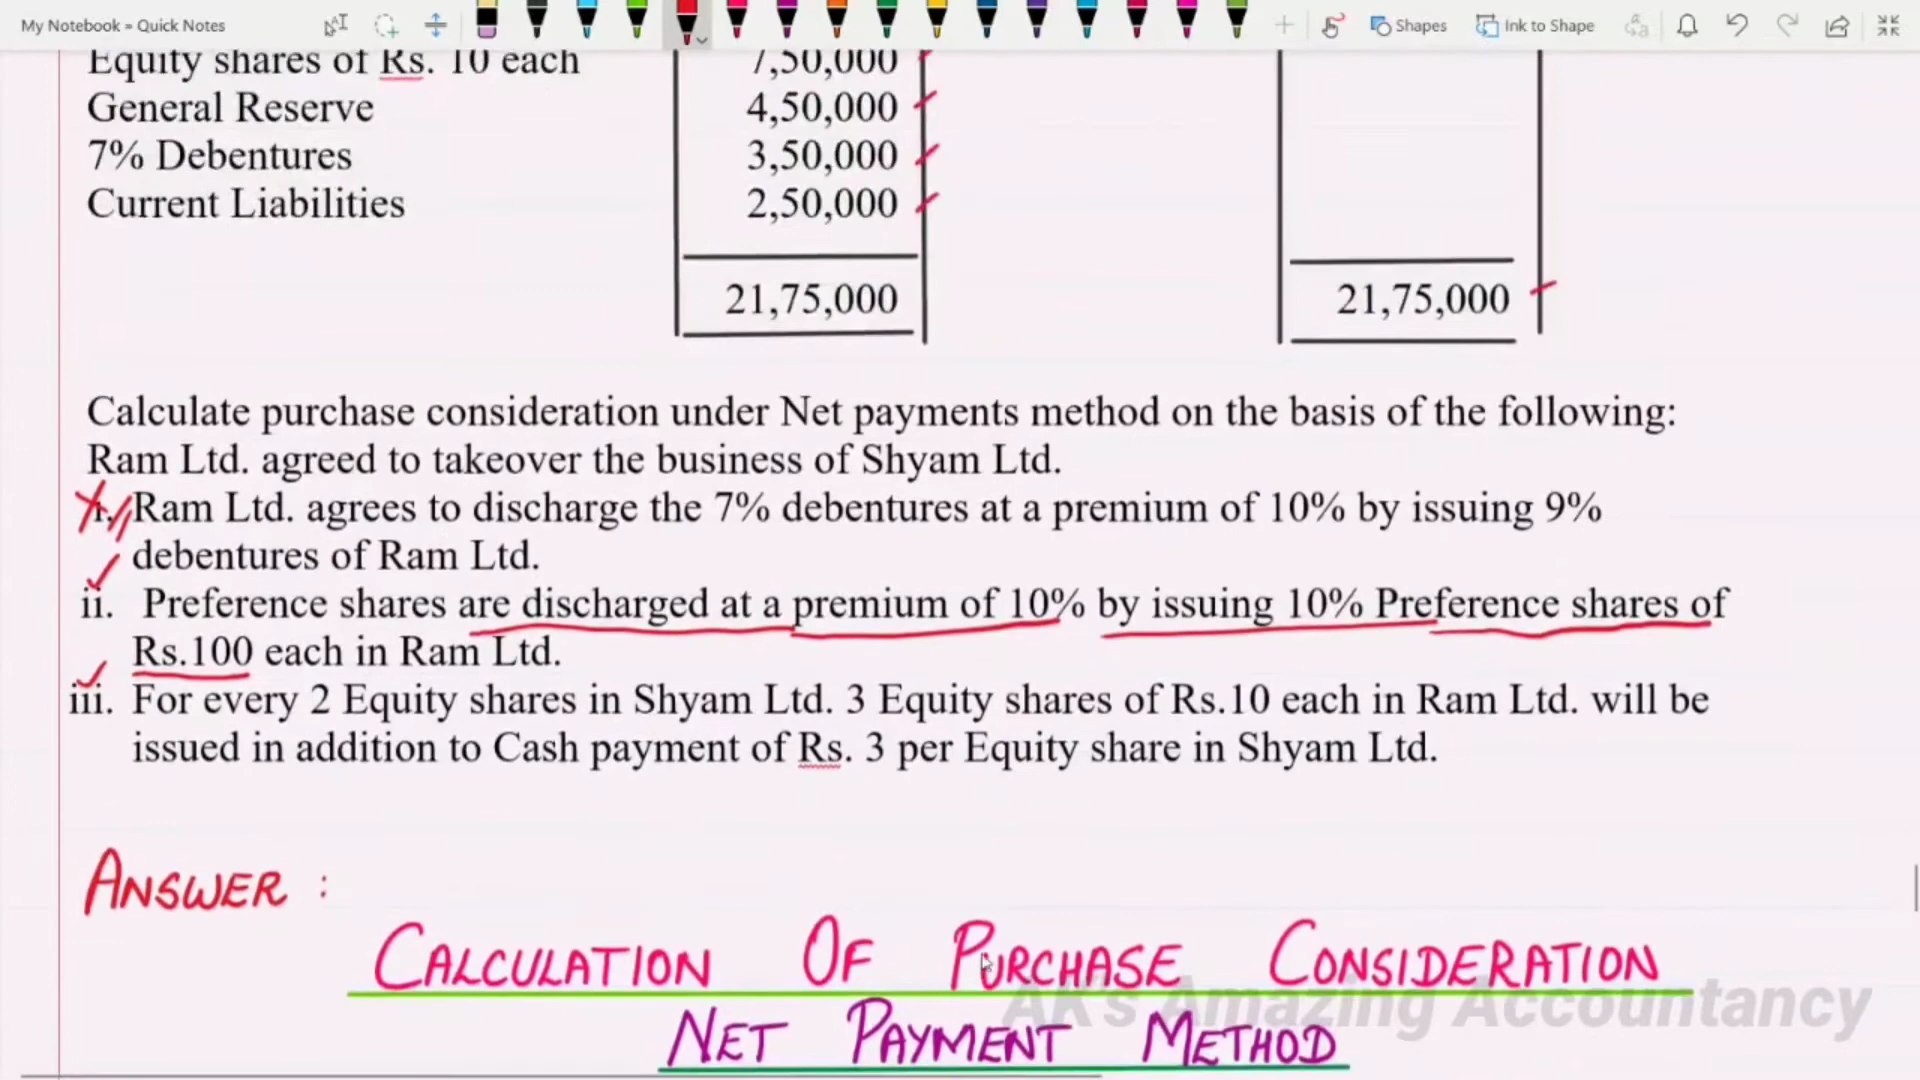 My Notebook » Quick Notes
Shapes
Ink to Shape
Equity shares of Rs. 10 each 7,50,000
General Reserve 4,50,000
7% Debentures 3,50,000
Current Liabilities 2,50,000
21,75,000 21,75,000
Calculate purchase consideration under Net payments method on the basis of the following:
Ram Ltd. agreed to takeover the business of Shyam Ltd.
i. Ram Ltd. agrees to discharge the 7% debentures at a premium of 10% by issuing 9%
debentures of Ram Ltd.
ii. Preference shares are discharged at a premium of 10% by issuing 10% Preference shares of
Rs.100 each in Ram Ltd.
iii. For every 2 Equity shares in Shyam Ltd. 3 Equity shares of Rs.10 each in Ram Ltd. will be
issued in addition to Cash payment of Rs. 3 per Equity share in Shyam Ltd.
ANSWER :
CALCULATION OF PURCHASE CONSIDERATION
AK's Amazing Accountancy
NET PAYMENT METHOD